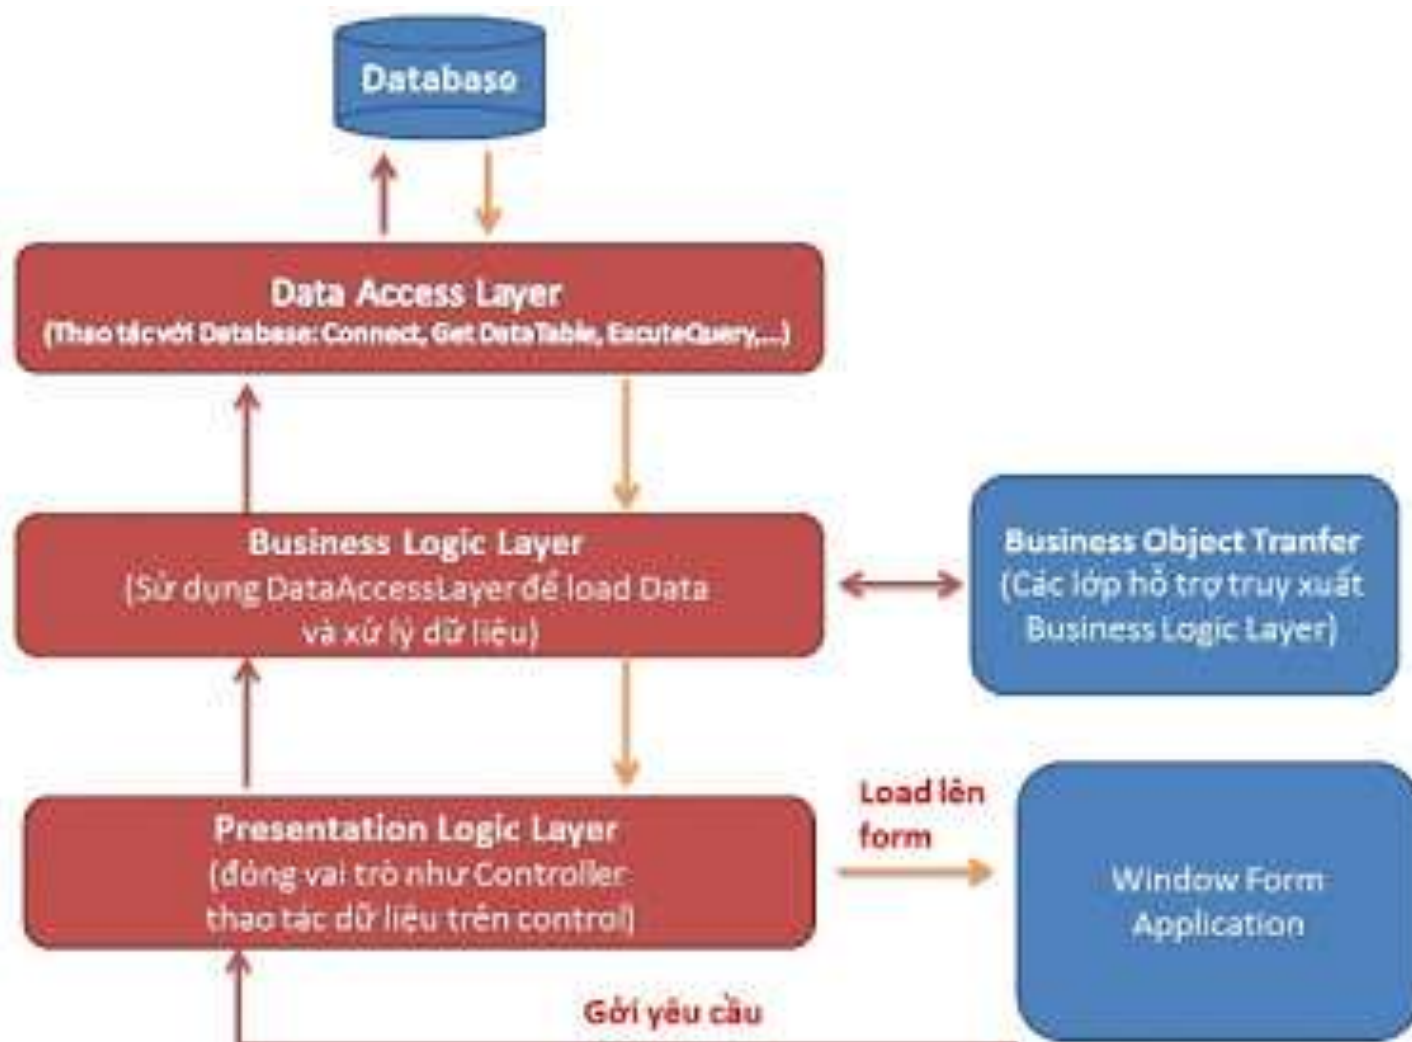 Database
Data Access Layer
(Thao tác với Database: Connect, Get DataTable, ExcuteQuery,...)
Business Logic Layer
(Sử dụng DataAccessLayer để load Data
và xử lý dữ liệu)
Business Object Tranfer
(Các lớp hỗ trợ truy xuất
Business Logic Layer)
Presentation Logic Layer
(đóng vai trò như Controller
thao tác dữ liệu trên control)
Load lên
form
Window Form
Application
Gởi yêu cầu